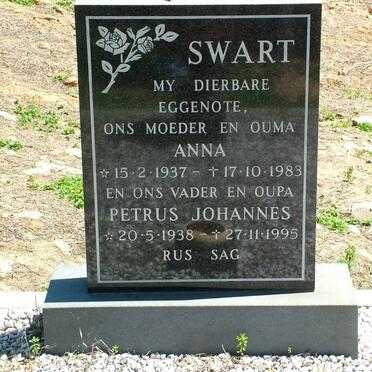 SWART
MY DIERBARE
EGGENOTE,
ONS MOEDER EN OUMA
ANNA
☆ 15·2·1937 – ✝ 17·10·1983
EN ONS VADER EN OUPA
PETRUS JOHANNES
☆ 20·5·1938 – ✝ 27·11·1995
RUS SAG